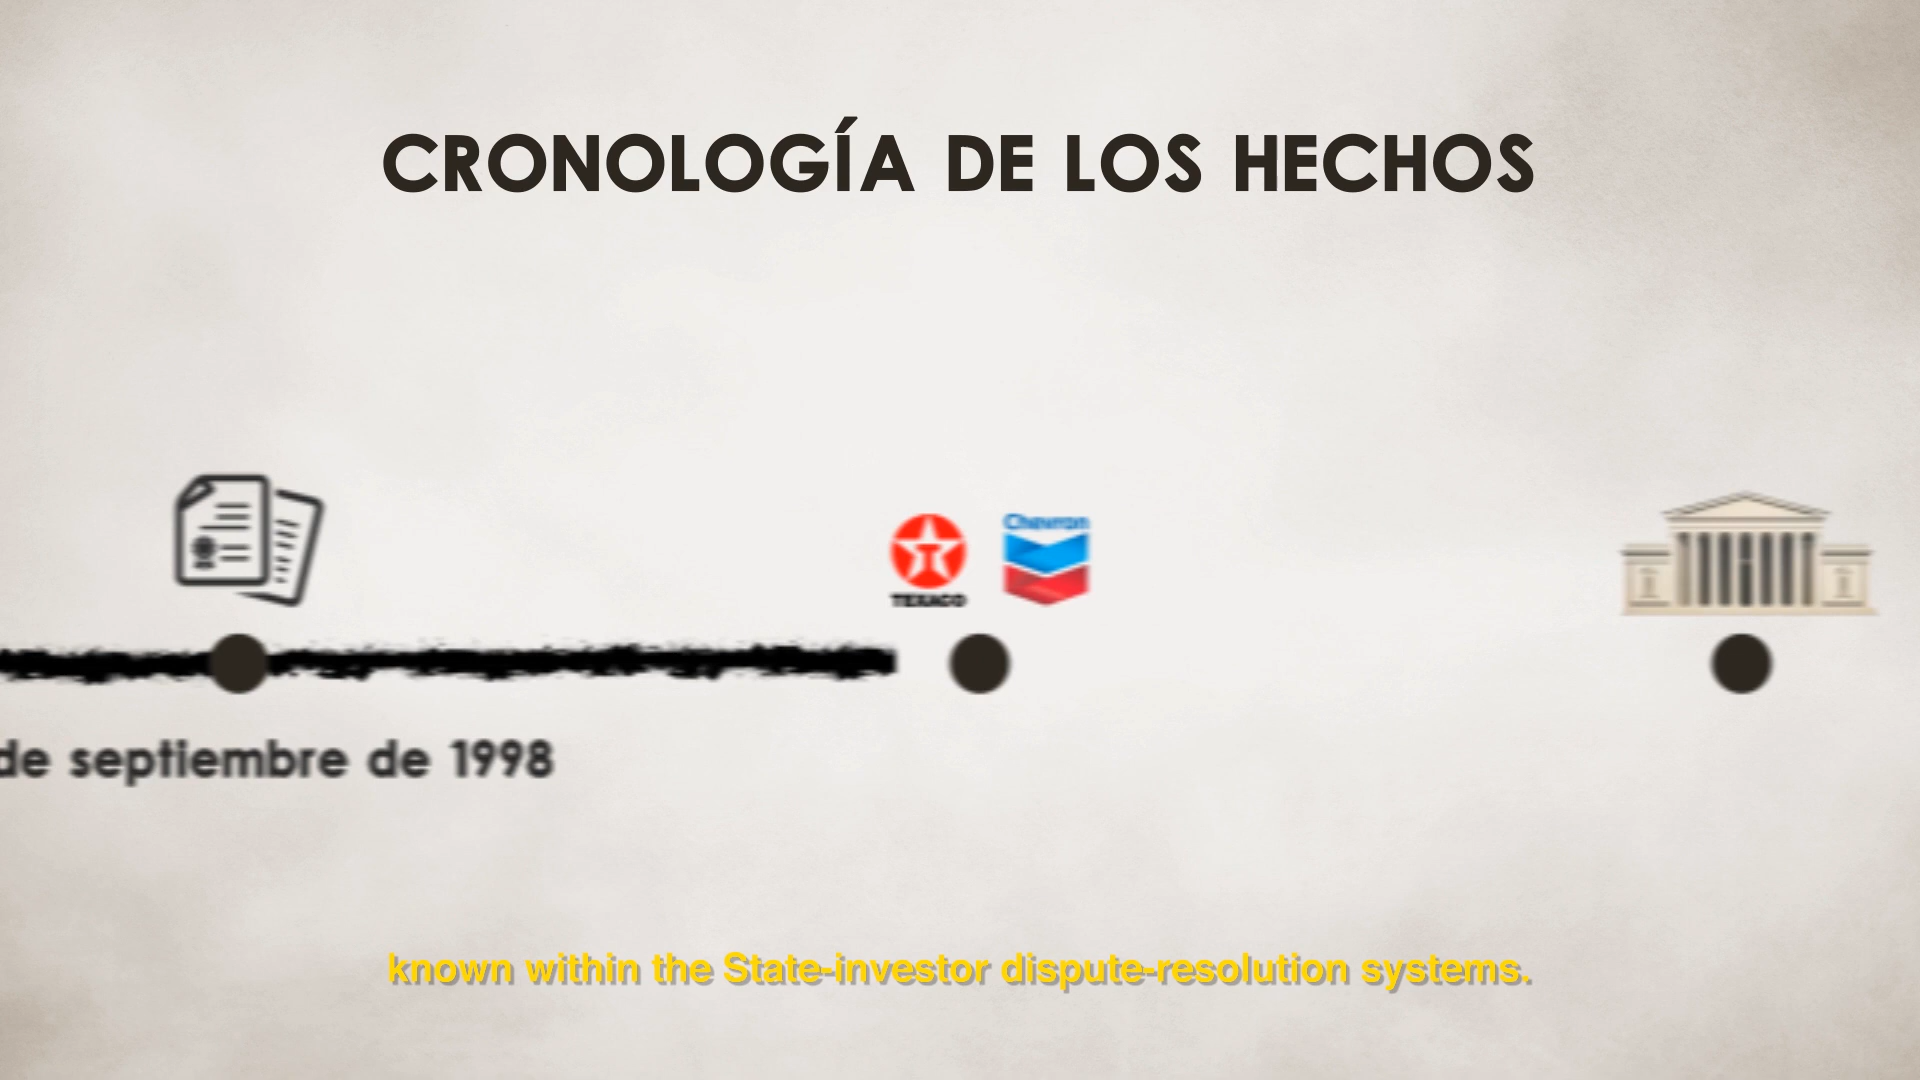 CRONOLOGÍA DE LOS HECHOS
Chevron
TEXACO
de septiembre de 1998
known within the State-investor dispute-resolution systems.